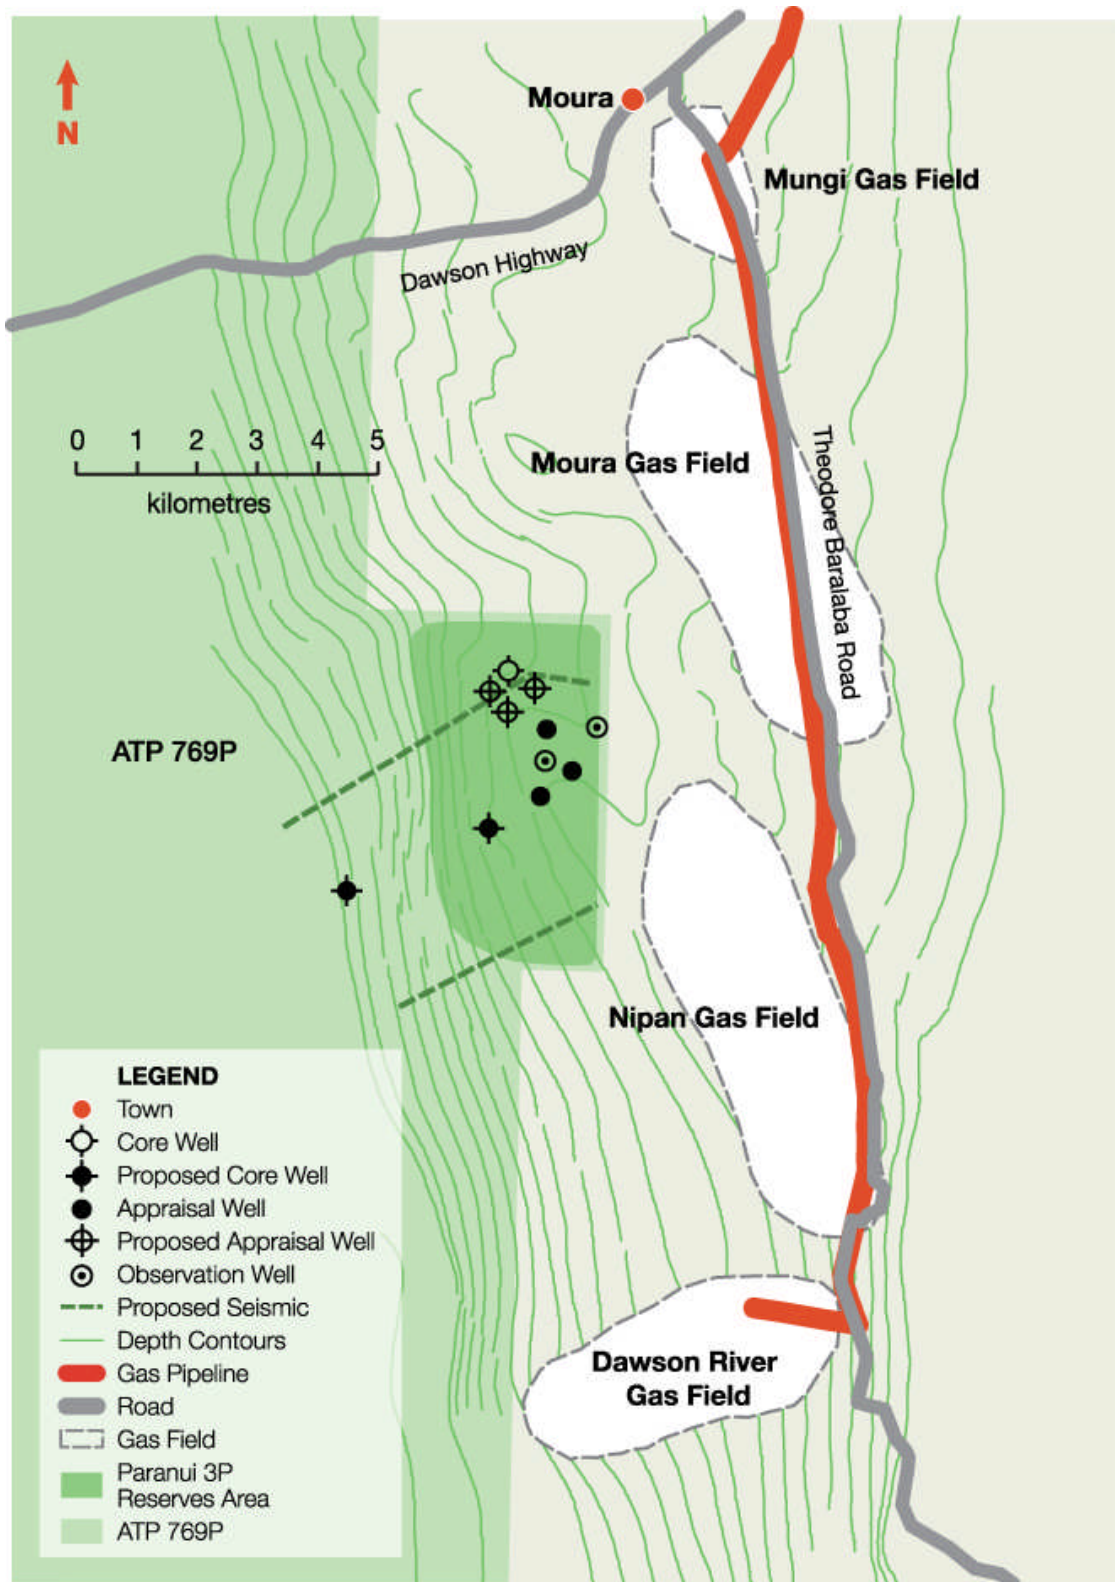 Moura
N
Mungi Gas Field
Dawson Highway
0 1 2 3 4 5
kilometres
Moura Gas Field
Theodore Baralaba Road
ATP 769P
Nipan Gas Field
LEGEND
Town
Core Well
Proposed Core Well
Appraisal Well
Proposed Appraisal Well
Observation Well
Proposed Seismic
Depth Contours
Gas Pipeline
Road
Gas Field
Paranui 3P
Reserves Area
ATP 769P
Dawson River
Gas Field